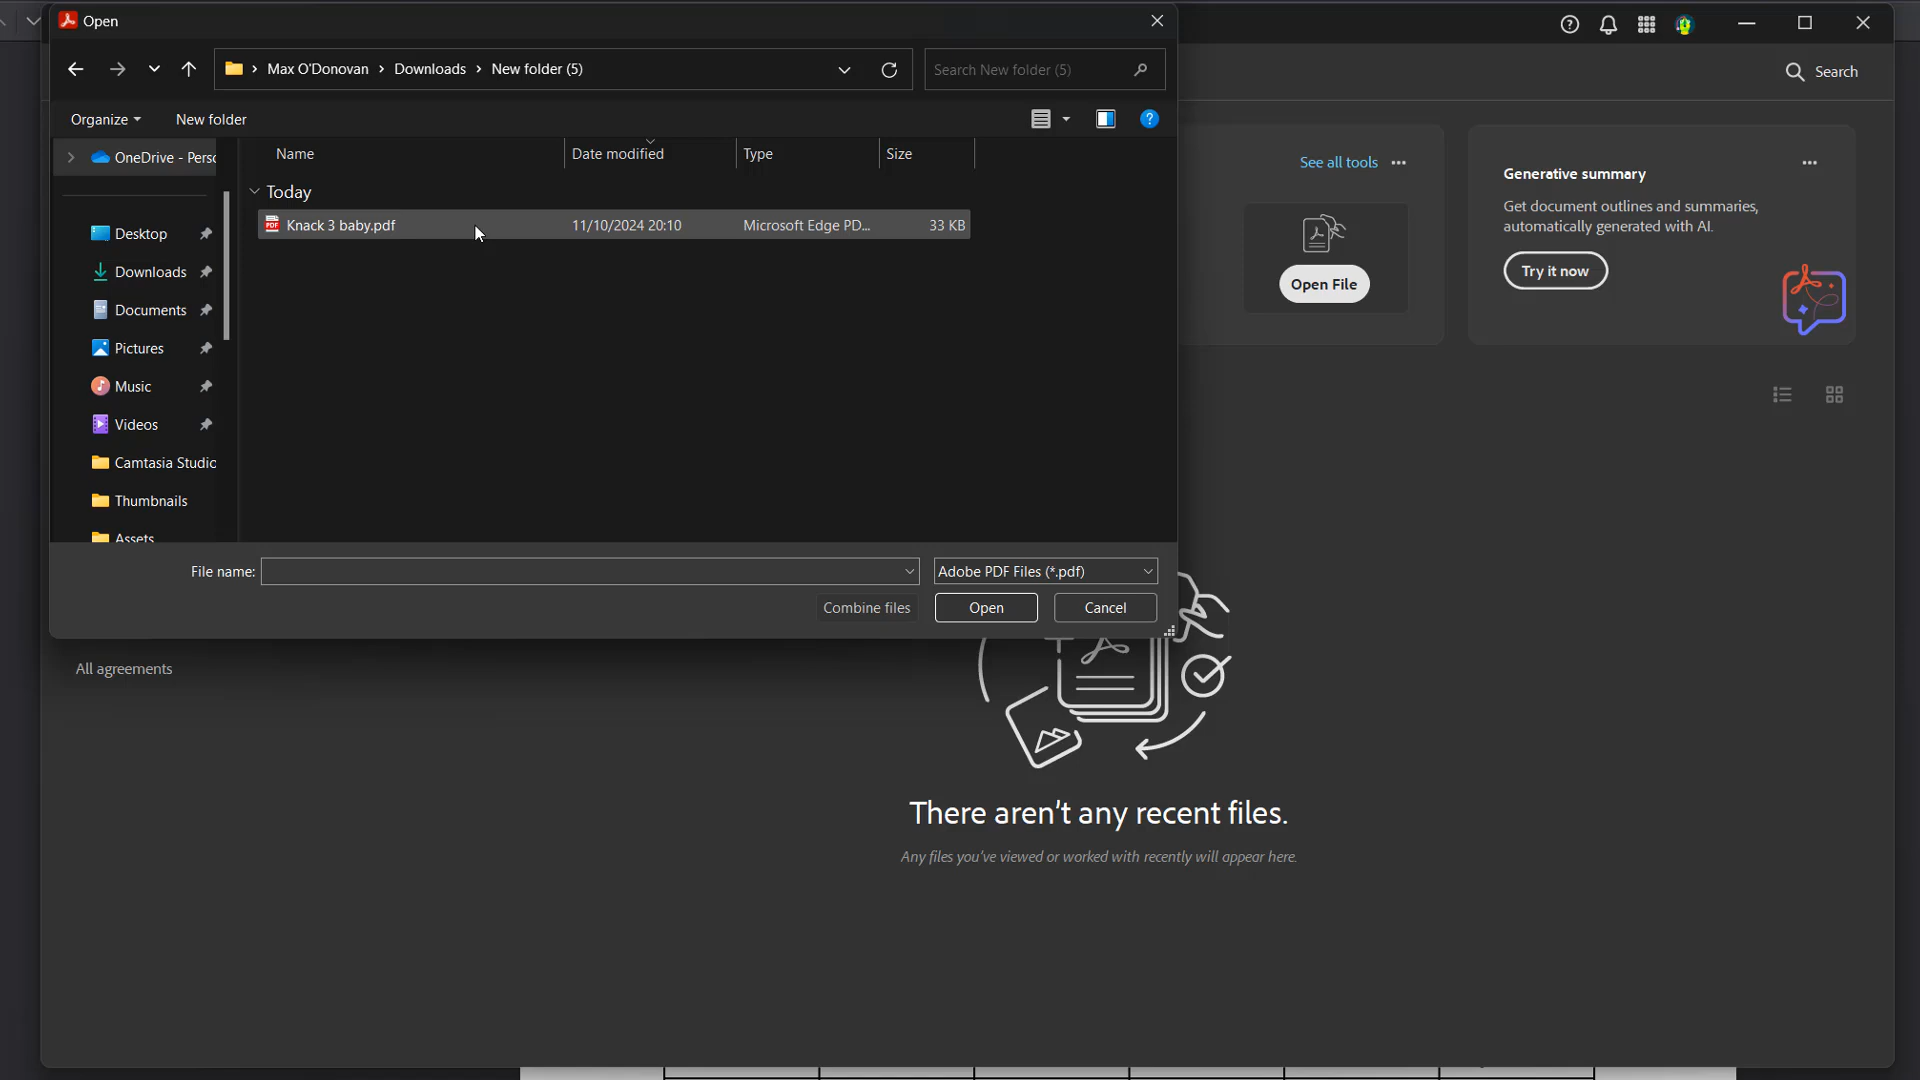 Open
Max O'Donovan
Downloads
New folder (5)
Search New folder (5)
Search
Organize
New folder
OneDrive - Perso
Desktop
Downloads
Documents
Pictures
Music
Videos
Camtasia Studio
Thumbnails
Assets
Name
Date modified
Type
Size
Today
Knack 3 baby.pdf
11/10/2024 20:10
Microsoft Edge PD...
33 KB
See all tools
Open File
Generative summary
Get document outlines and summaries,
automatically generated with AI.
Try it now
File name:
Adobe PDF Files (*.pdf)
Combine files
Open
Cancel
All agreements
There aren't any recent files.
Any files you've viewed or worked with recently will appear here.